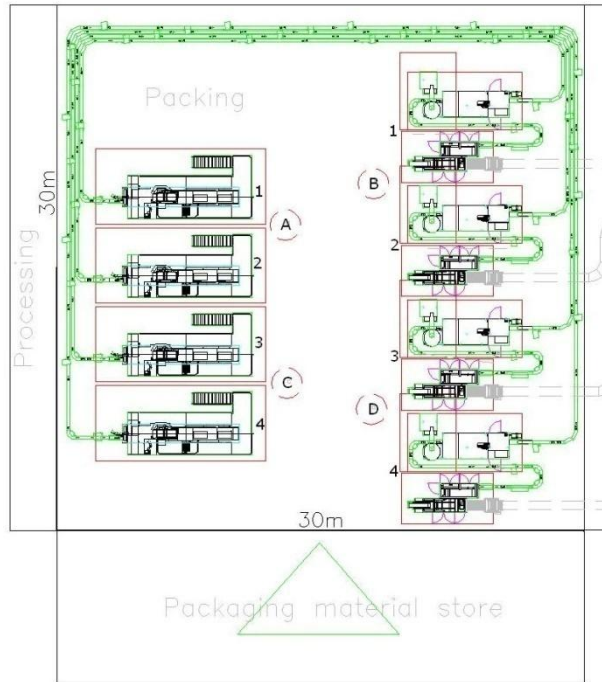 Packing
1
B
30m
1
A
2
2
Processing
3
3
C
D
4
4
30m
Packaging material store